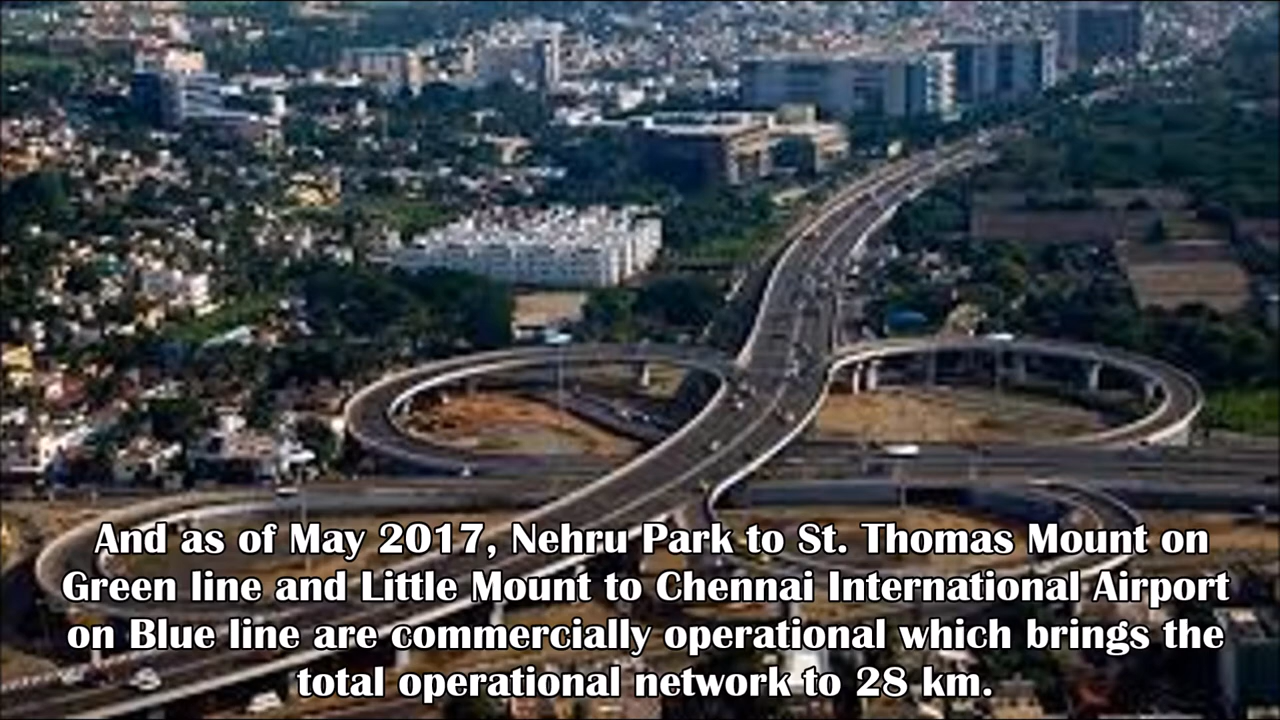 And as of May 2017, Nehru Park to St. Thomas Mount on
Green line and Little Mount to Chennai International Airport
on Blue line are commercially operational which brings the
total operational network to 28 km.